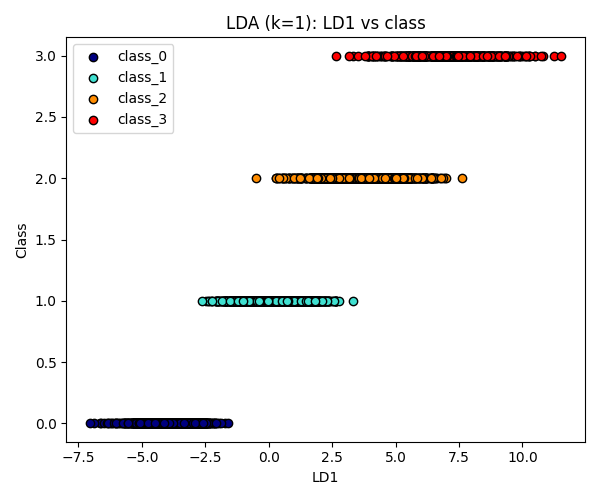 LDA (k=1): LD1 vs class
class_0
class_1
class_2
class_3
3.0
2.5
2.0
1.5
1.0
0.5
0.0
Class
−7.5 −5.0 −2.5 0.0 2.5 5.0 7.5 10.0
LD1